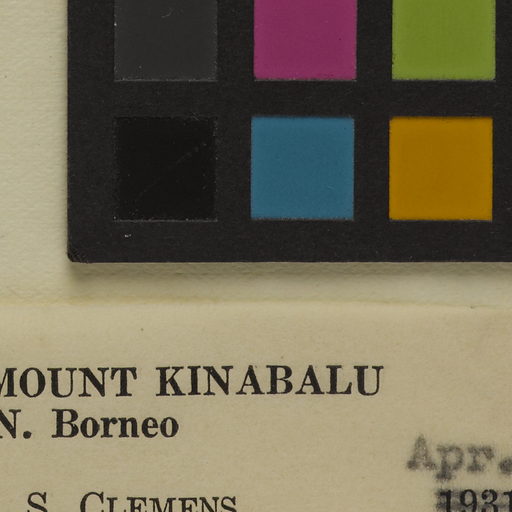 MOUNT KINABALU
N. Borneo
Apr.
S. CLEMENS
1931